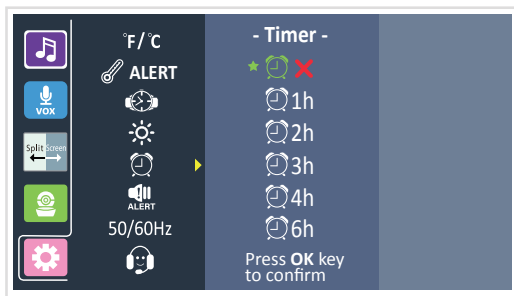 VOX
Split Screen
°F/°C
ALERT
ALERT
50/60Hz
- Timer -
1h
2h
3h
4h
6h
Press OK key
to confirm